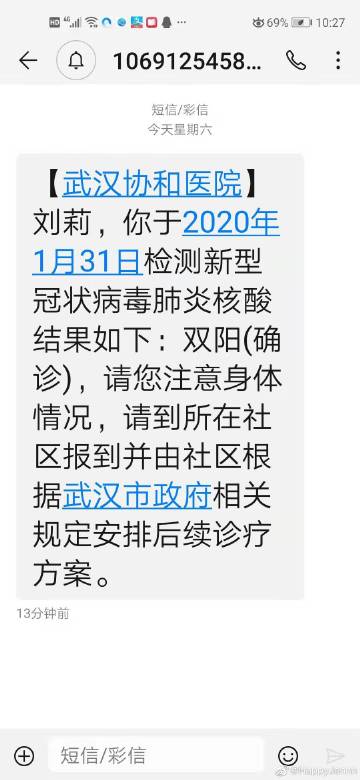 HD 4G 69% 10:27
1069125458...
短信/彩信
今天星期六
【武汉协和医院】
刘莉，你于2020年
1月31日检测新型
冠状病毒肺炎核酸
结果如下：双阳(确
诊)，请您注意身体
情况，请到所在社
区报到并由社区根
据武汉市政府相关
规定安排后续诊疗
方案。
13分钟前
短信/彩信